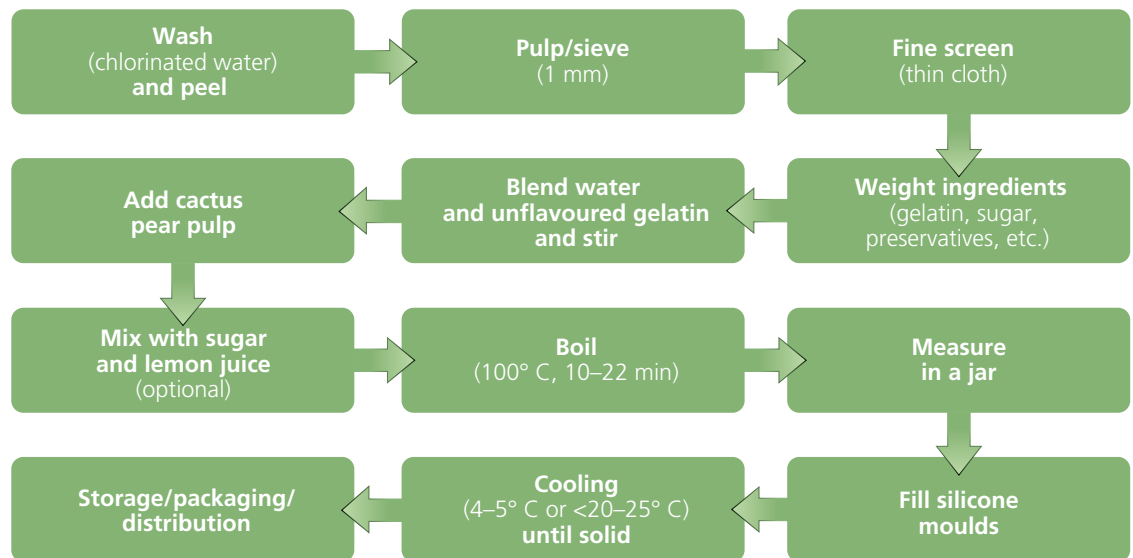 Wash
(chlorinated water)
and peel
Pulp/sieve
(1 mm)
Fine screen
(thin cloth)
Weight ingredients
(gelatin, sugar,
preservatives, etc.)
Blend water
and unflavoured gelatin
and stir
Add cactus
pear pulp
Mix with sugar
and lemon juice
(optional)
Boil
(100° C, 10–22 min)
Measure
in a jar
Fill silicone
moulds
Cooling
(4–5° C or <20–25° C)
until solid
Storage/packaging/
distribution